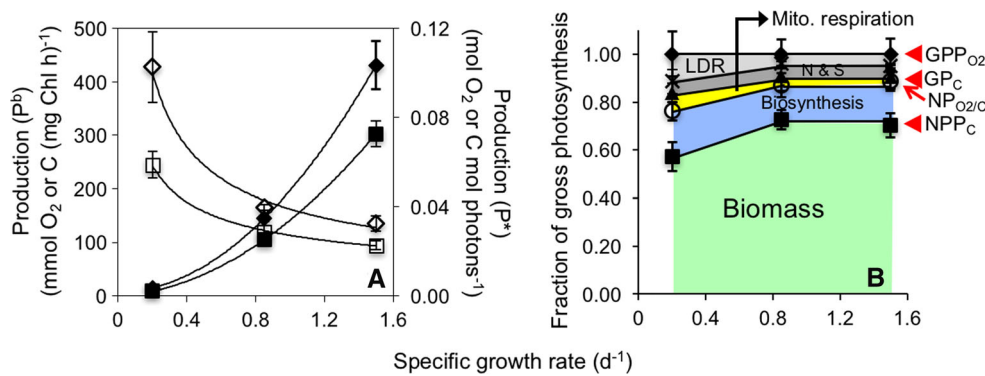 Production (Pᵇ)
(mmol O₂ or C (mg Chl h)⁻¹)
500
400
300
200
100
0
0.12
0.08
0.04
0.00
Production (P*)
(mol O₂ or C mol photons⁻¹)
0
0.4
0.8
1.2
1.6
A
Fraction of gross photosynthesis
1.00
0.80
0.60
0.40
0.20
0.00
0
0.4
0.8
1.2
1.6
Mito. respiration
LDR
N & S
Biosynthesis
Biomass
B
GPP_O2
GP_C
NP_O2/C
NPP_C
Specific growth rate (d⁻¹)